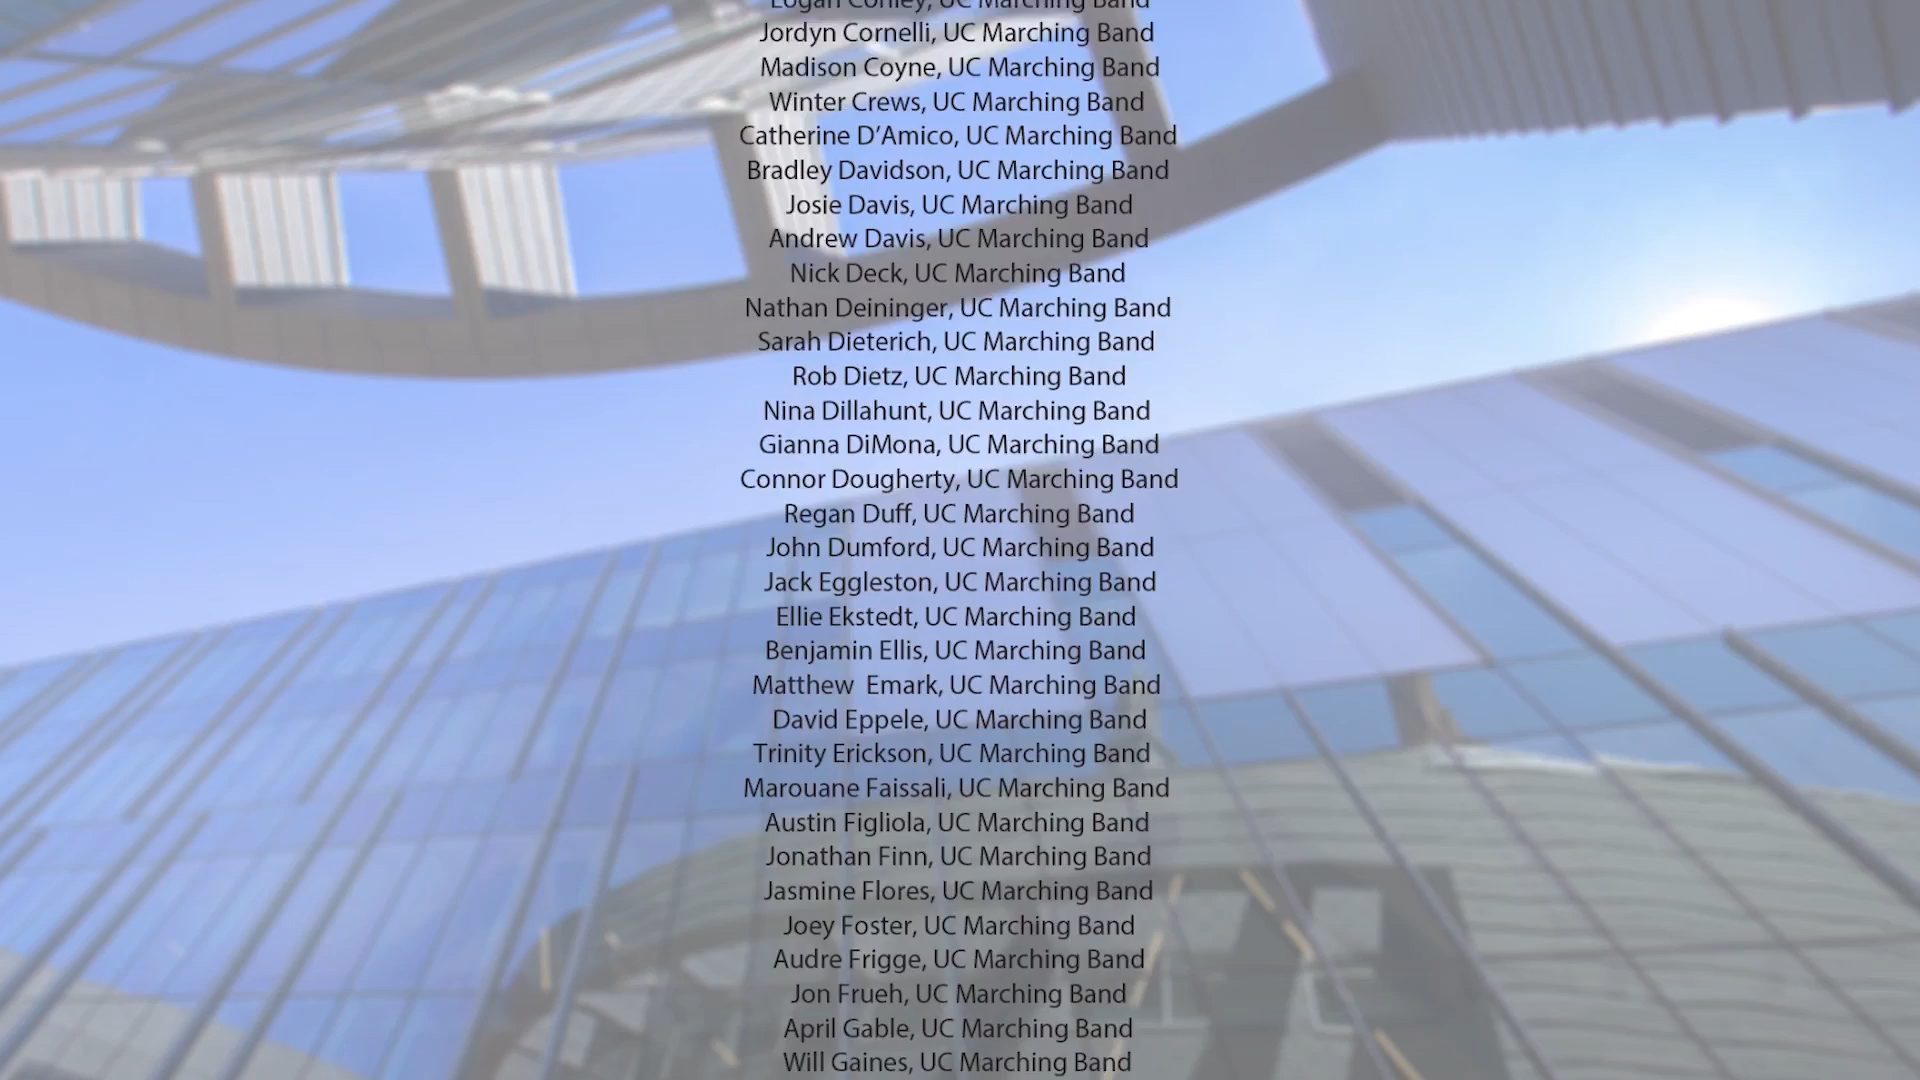 Logan Conley, UC Marching Band
Jordyn Cornelli, UC Marching Band
Madison Coyne, UC Marching Band
Winter Crews, UC Marching Band
Catherine D’Amico, UC Marching Band
Bradley Davidson, UC Marching Band
Josie Davis, UC Marching Band
Andrew Davis, UC Marching Band
Nick Deck, UC Marching Band
Nathan Deininger, UC Marching Band
Sarah Dieterich, UC Marching Band
Rob Dietz, UC Marching Band
Nina Dillahunt, UC Marching Band
Gianna DiMona, UC Marching Band
Connor Dougherty, UC Marching Band
Regan Duff, UC Marching Band
John Dumford, UC Marching Band
Jack Eggleston, UC Marching Band
Ellie Ekstedt, UC Marching Band
Benjamin Ellis, UC Marching Band
Matthew  Emark, UC Marching Band
David Eppele, UC Marching Band
Trinity Erickson, UC Marching Band
Marouane Faissali, UC Marching Band
Austin Figliola, UC Marching Band
Jonathan Finn, UC Marching Band
Jasmine Flores, UC Marching Band
Joey Foster, UC Marching Band
Audre Frigge, UC Marching Band
Jon Frueh, UC Marching Band
April Gable, UC Marching Band
Will Gaines, UC Marching Band